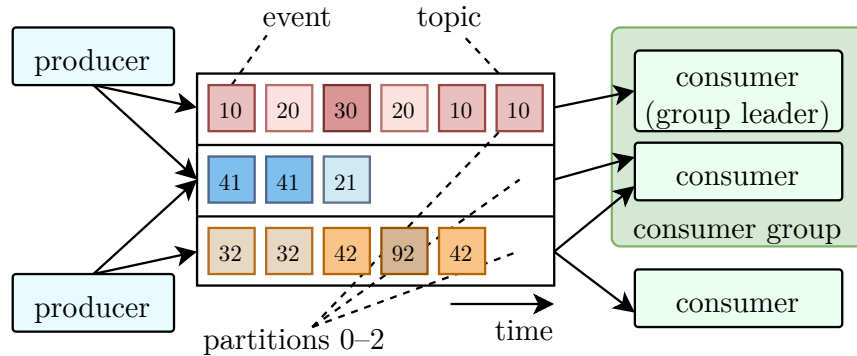 event
topic
producer
10 20 30 20 10 10
consumer
(group leader)
41 41 21
consumer
consumer group
32 32 42 92 42
producer
consumer
partitions 0–2
time